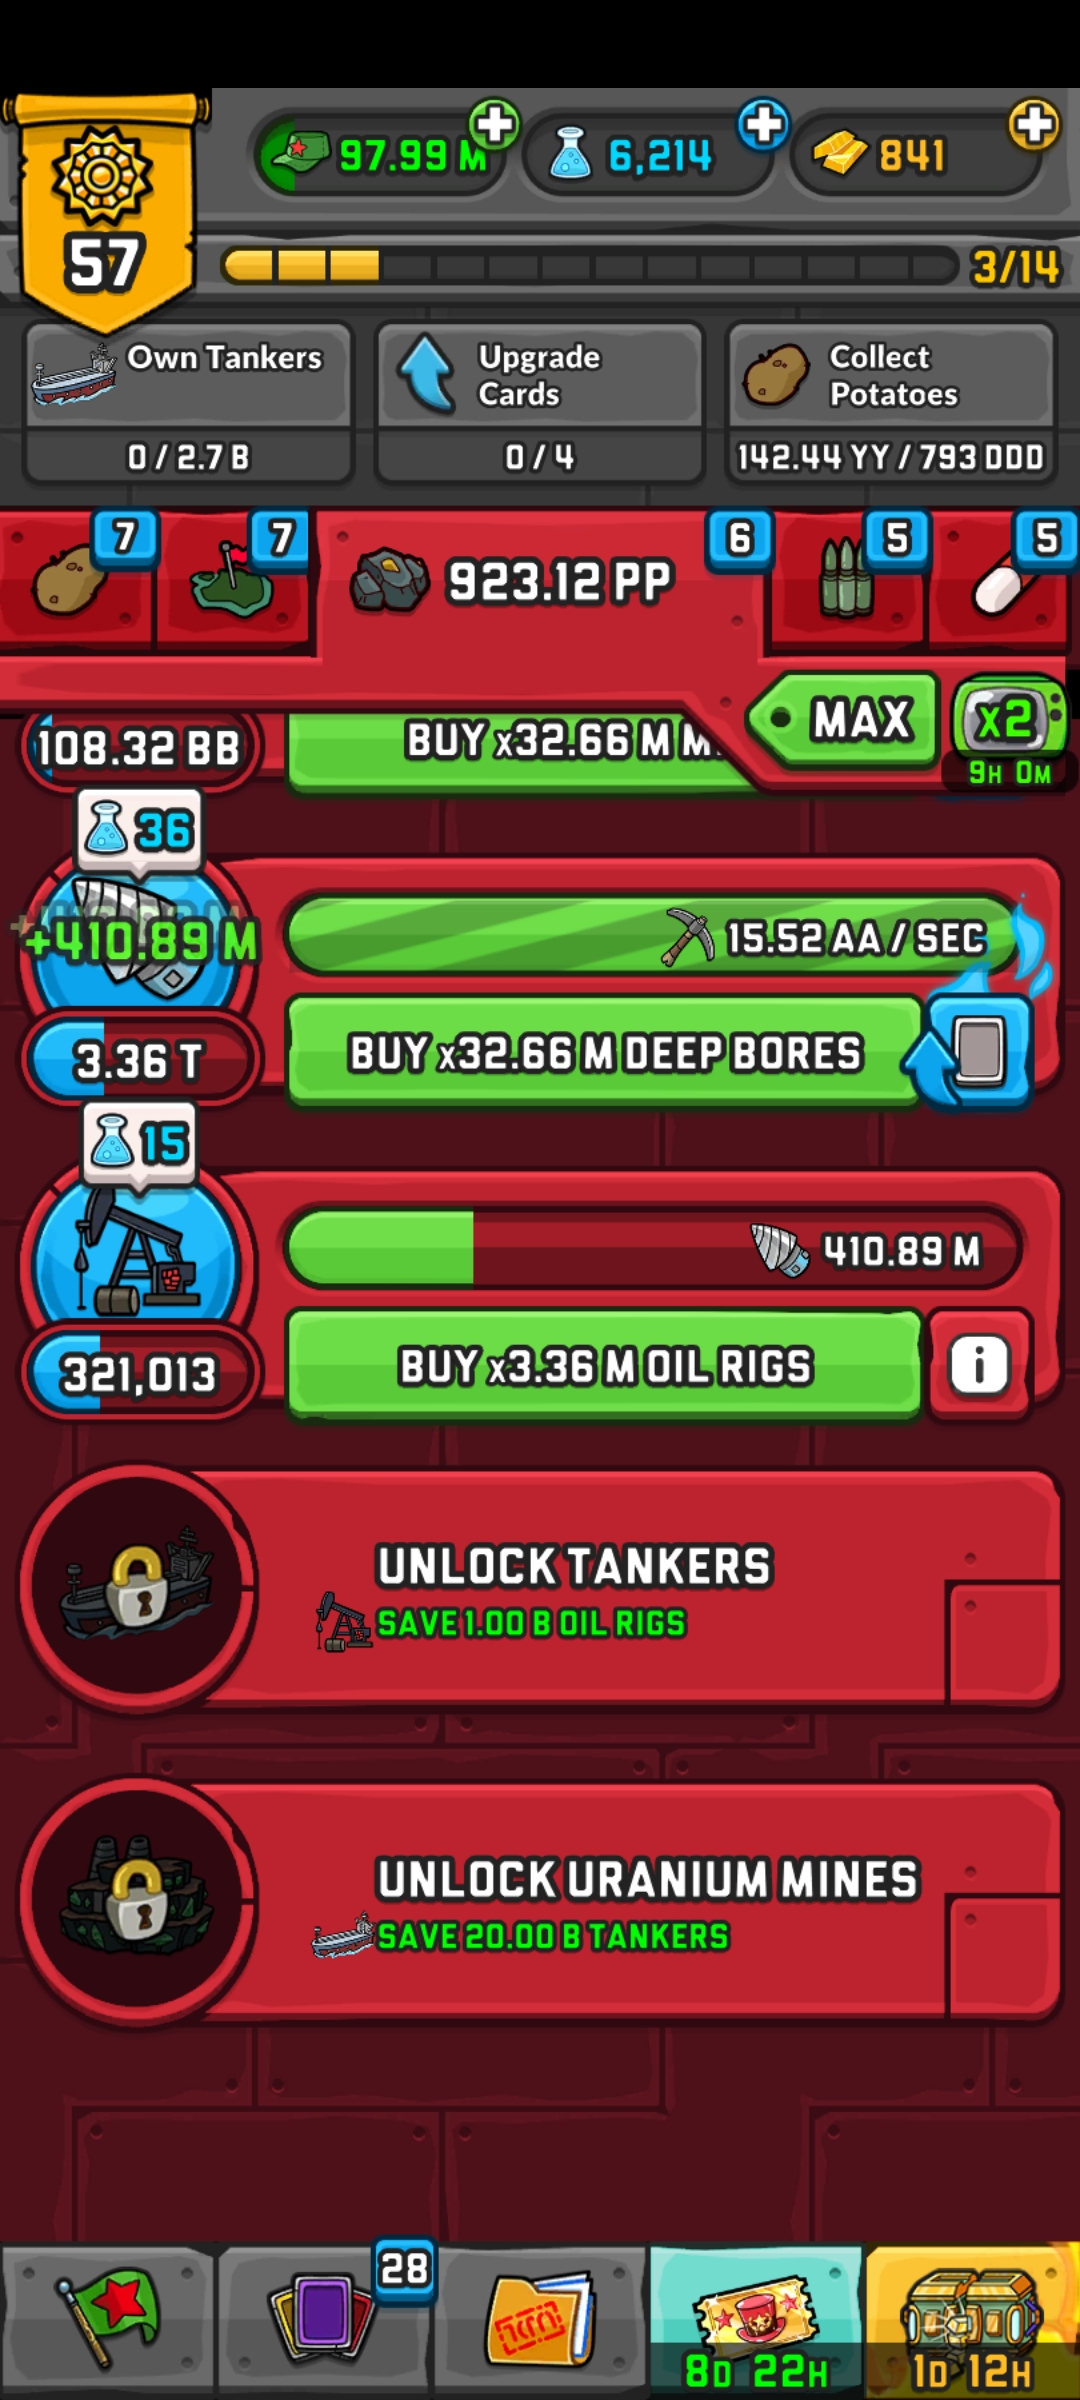 57
97.99 M
6,214
841
3/14
Own Tankers
0 / 2.7 B
Upgrade
Cards
0 / 4
Collect
Potatoes
142.44 YY / 793 DDD
7
7
923.12 PP
6
5
5
MAX
x2
9H 0M
108.32 BB
BUY x32.66 M M
36
+410.89 M
15.52 AA / SEC
3.36 T
BUY x32.66 M DEEP BORES
15
410.89 M
321,013
BUY x3.36 M OIL RIGS
i
UNLOCK TANKERS
SAVE 1.00 B OIL RIGS
UNLOCK URANIUM MINES
SAVE 20.00 B TANKERS
28
8D 22H
1D 12H